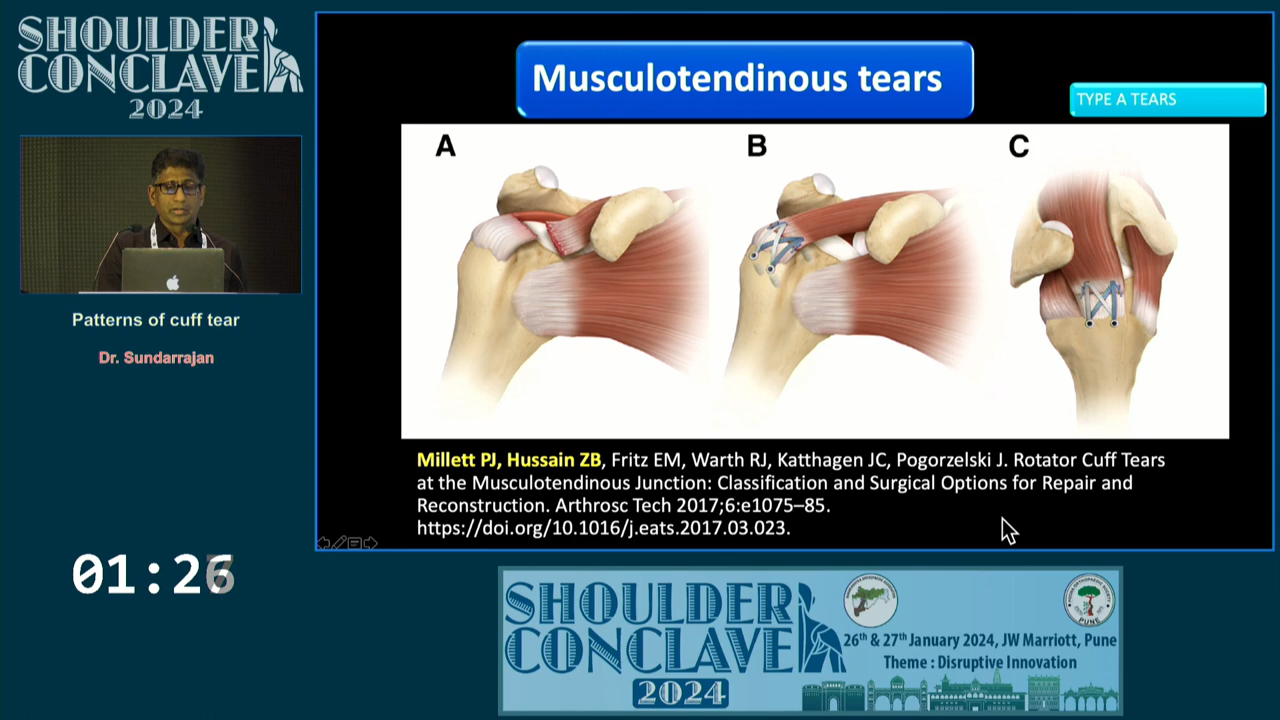 SHOULDER
CONCLAVE
2024
Patterns of cuff tear
Dr. Sundarrajan
Musculotendinous tears
TYPE A TEARS
A
B
C
Millett PJ, Hussain ZB, Fritz EM, Warth RJ, Katthagen JC, Pogorzelski J. Rotator Cuff Tears
at the Musculotendinous Junction: Classification and Surgical Options for Repair and
Reconstruction. Arthrosc Tech 2017;6:e1075–85.
https://doi.org/10.1016/j.eats.2017.03.023.
SHOULDER
CONCLAVE
2024
PUNE
26th & 27th January 2024, JW Marriott, Pune
Theme : Disruptive Innovation